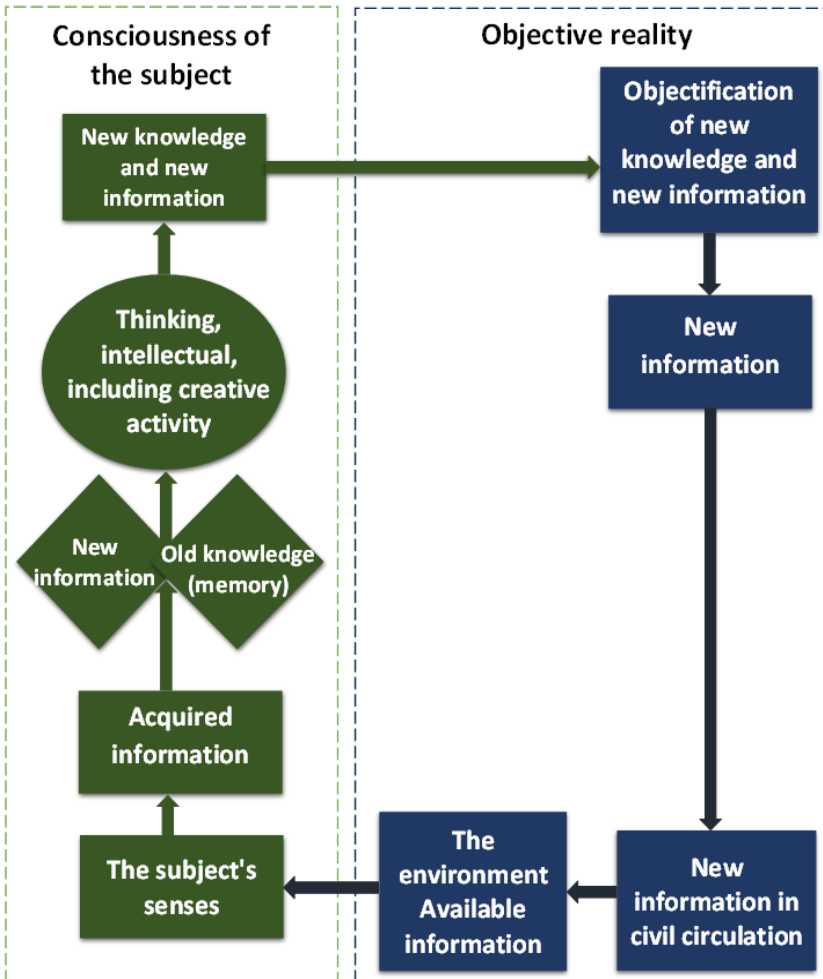 Consciousness of
the subject
Objective reality
New knowledge
and new
information
Objectification
of new
knowledge and
new information
Thinking,
intellectual,
including creative
activity
New
information
New
information
Old knowledge
(memory)
Acquired
information
The subject's
senses
The
environment
Available
information
New
information in
civil circulation